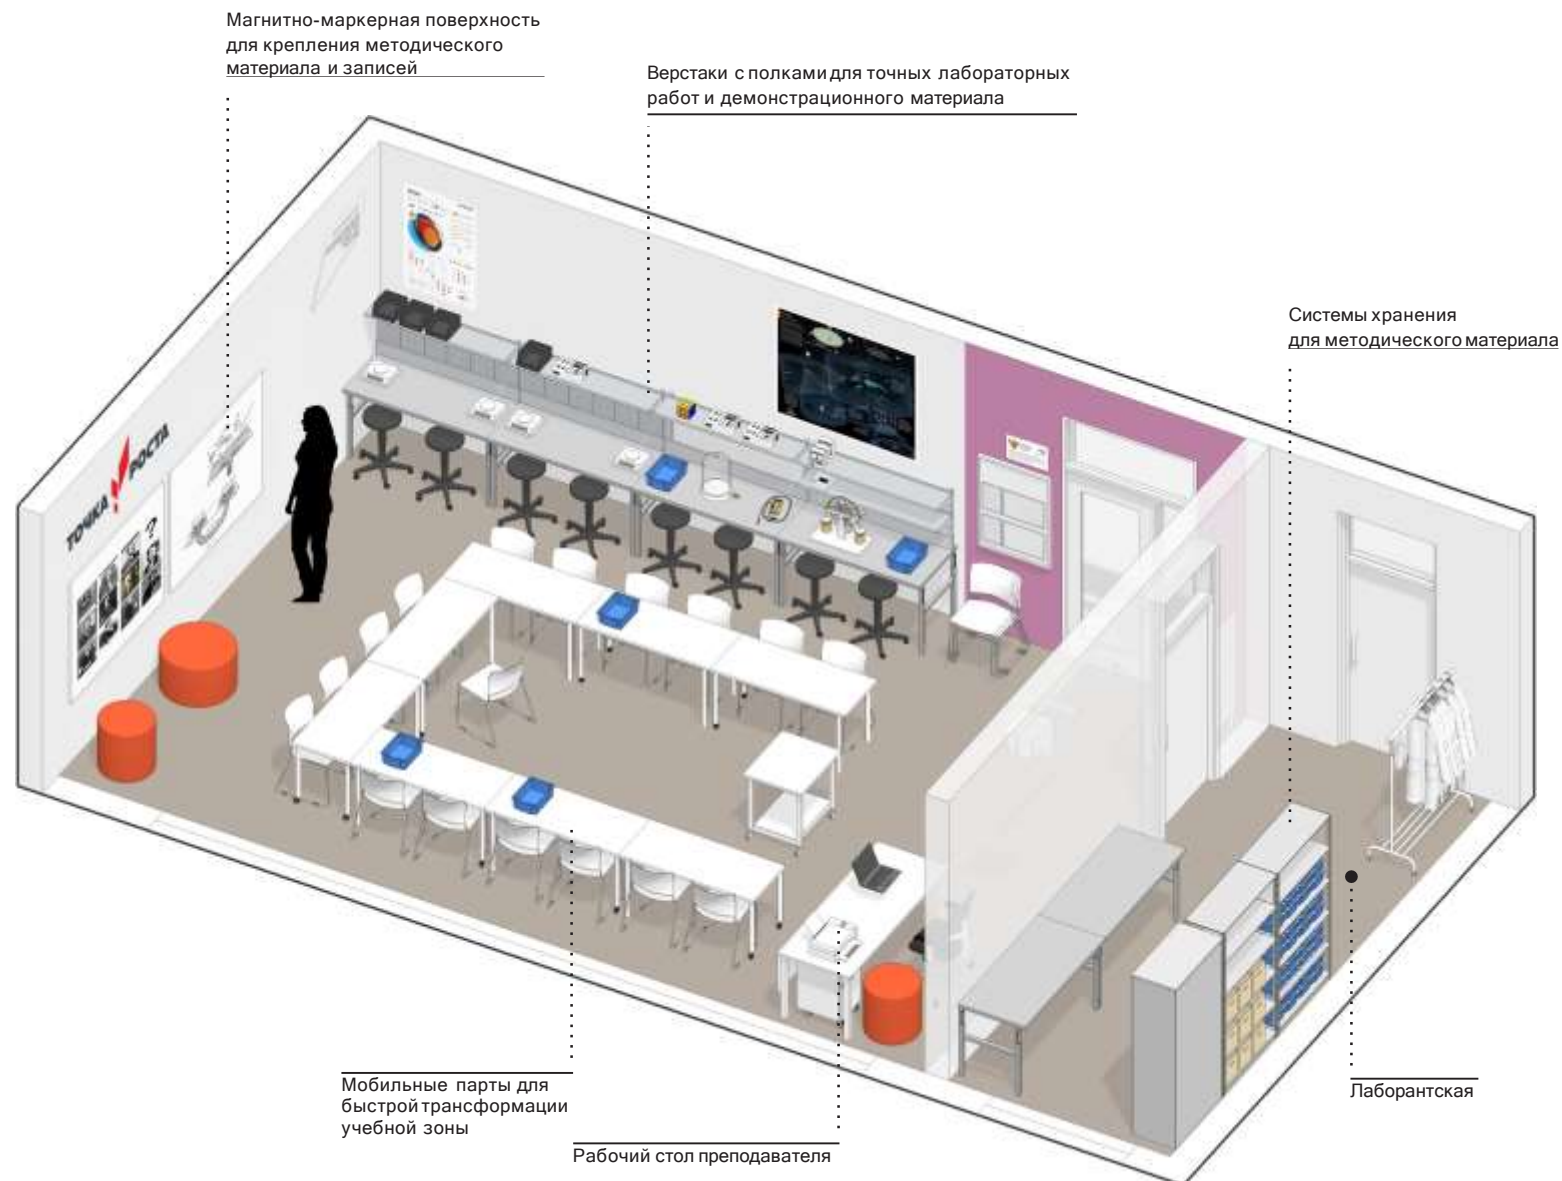 Магнитно-маркерная поверхность
для крепления методического
материала и записей
Верстаки с полками для точных лабораторных
работ и демонстрационного материала
Системы хранения
для методического материала
ТОЧКА РОСТА
?
Мобильные парты для
быстрой трансформации
учебной зоны
Рабочий стол преподавателя
Лаборантская